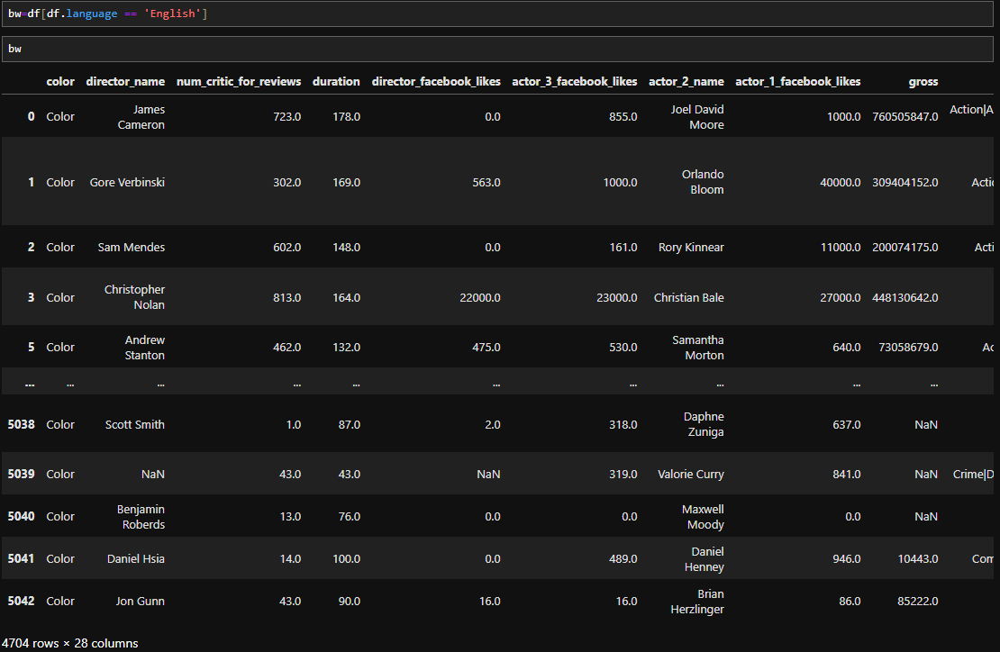 bw=df[df.language == 'English']
bw
color director_name num_critic_for_reviews duration director_facebook_likes actor_3_facebook_likes actor_2_name actor_1_facebook_likes gross
0 Color James Cameron 723.0 178.0 0.0 855.0 Joel David Moore 1000.0 760505847.0 Action|A
1 Color Gore Verbinski 302.0 169.0 563.0 1000.0 Orlando Bloom 40000.0 309404152.0 Actio
2 Color Sam Mendes 602.0 148.0 0.0 161.0 Rory Kinnear 11000.0 200074175.0 Acti
3 Color Christopher Nolan 813.0 164.0 22000.0 23000.0 Christian Bale 27000.0 448130642.0
5 Color Andrew Stanton 462.0 132.0 475.0 530.0 Samantha Morton 640.0 73058679.0 Ac
... ... ... ... ... ... ... ... ... ...
5038 Color Scott Smith 1.0 87.0 2.0 318.0 Daphne Zuniga 637.0 NaN
5039 Color NaN 43.0 43.0 NaN 319.0 Valorie Curry 841.0 NaN Crime|D
5040 Color Benjamin Roberds 13.0 76.0 0.0 0.0 Maxwell Moody 0.0 NaN
5041 Color Daniel Hsia 14.0 100.0 0.0 489.0 Daniel Henney 946.0 10443.0 Com
5042 Color Jon Gunn 43.0 90.0 16.0 16.0 Brian Herzlinger 86.0 85222.0
4704 rows × 28 columns